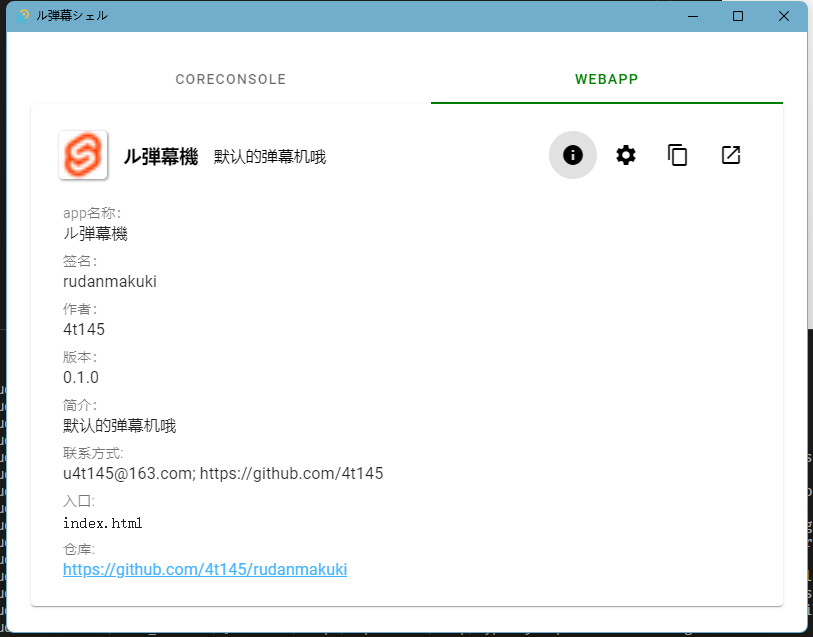 ル弾幕シェル
CORECONSOLE
WEBAPP
ル弾幕機 默认的弹幕机哦
app名称:
ル弾幕機
签名:
rudanmakuki
作者:
4t145
版本:
0.1.0
简介:
默认的弹幕机哦
联系方式:
u4t145@163.com; https://github.com/4t145
入口:
index.html
仓库:
https://github.com/4t145/rudanmakuki